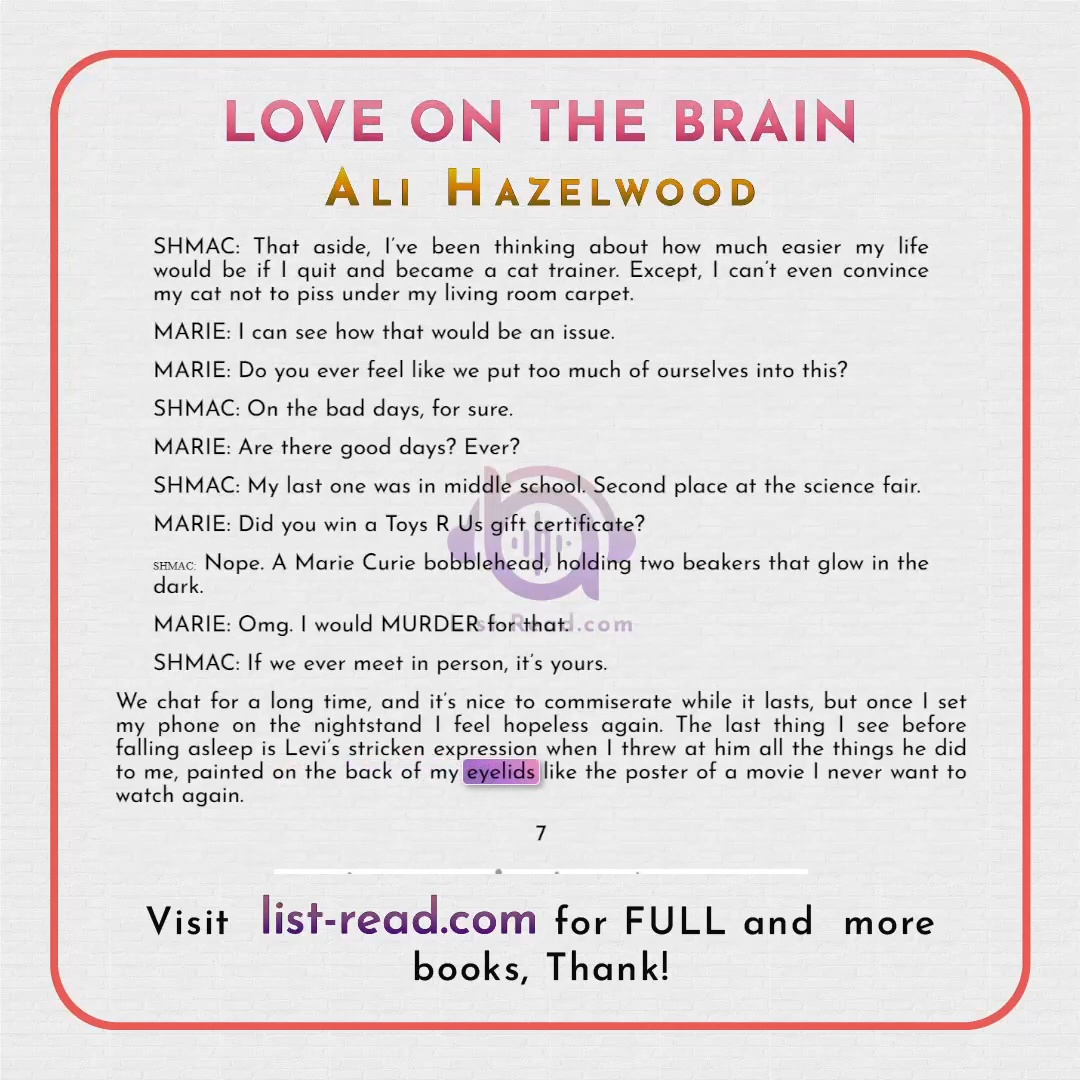 LOVE ON THE BRAIN
ALI HAZELWOOD
SHMAC: That aside, I've been thinking about how much easier my life
would be if I quit and became a cat trainer. Except, I can't even convince
my cat not to piss under my living room carpet.
MARIE: I can see how that would be an issue.
MARIE: Do you ever feel like we put too much of ourselves into this?
SHMAC: On the bad days, for sure.
MARIE: Are there good days? Ever?
SHMAC: My last one was in middle school. Second place at the science fair.
MARIE: Did you win a Toys R Us gift certificate?
SHMAC: Nope. A Marie Curie bobblehead, holding two beakers that glow in the
dark.
MARIE: Omg. I would MURDER for that.
List-Read.com
SHMAC: If we ever meet in person, it's yours.
We chat for a long time, and it's nice to commiserate while it lasts, but once I set
my phone on the nightstand I feel hopeless again. The last thing I see before
falling asleep is Levi's stricken expression when I threw at him all the things he did
to me, painted on the back of my eyelids like the poster of a movie I never want to
watch again.
7
Visit list-read.com for FULL and more
books, Thank!